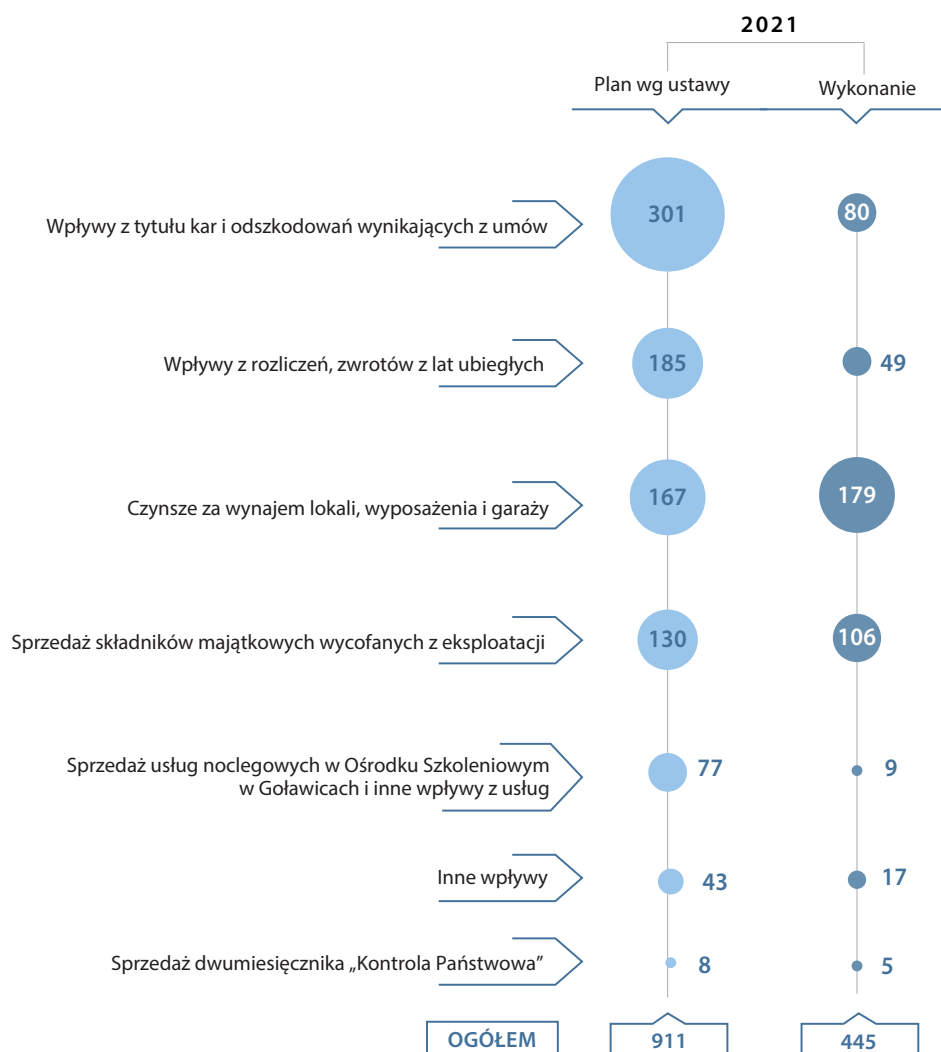 2021
Plan wg ustawy Wykonanie
Wpływy z tytułu kar i odszkodowań wynikających z umów 301 80
Wpływy z rozliczeń, zwrotów z lat ubiegłych 185 49
Czynsze za wynajem lokali, wyposażenia i garaży 167 179
Sprzedaż składników majątkowych wycofanych z eksploatacji 130 106
Sprzedaż usług noclegowych w Ośrodku Szkoleniowym
w Goławicach i inne wpływy z usług 77 9
Inne wpływy 43 17
Sprzedaż dwumiesięcznika „Kontrola Państwowa” 8 5
OGÓŁEM 911 445